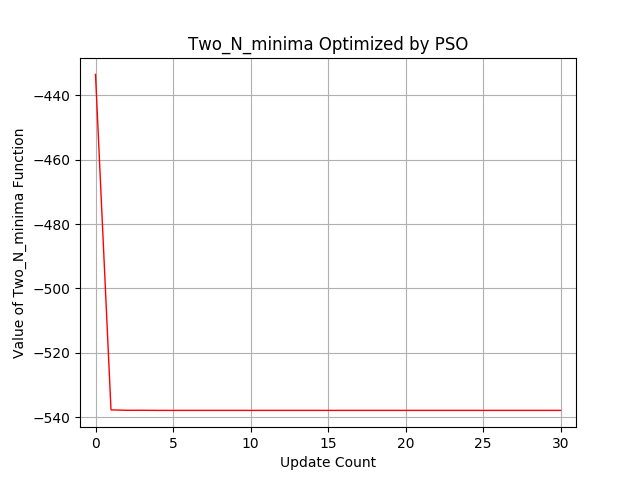 Two_N_minima Optimized by PSO
Value of Two_N_minima Function
−440
−460
−480
−500
−520
−540
0 5 10 15 20 25 30
Update Count